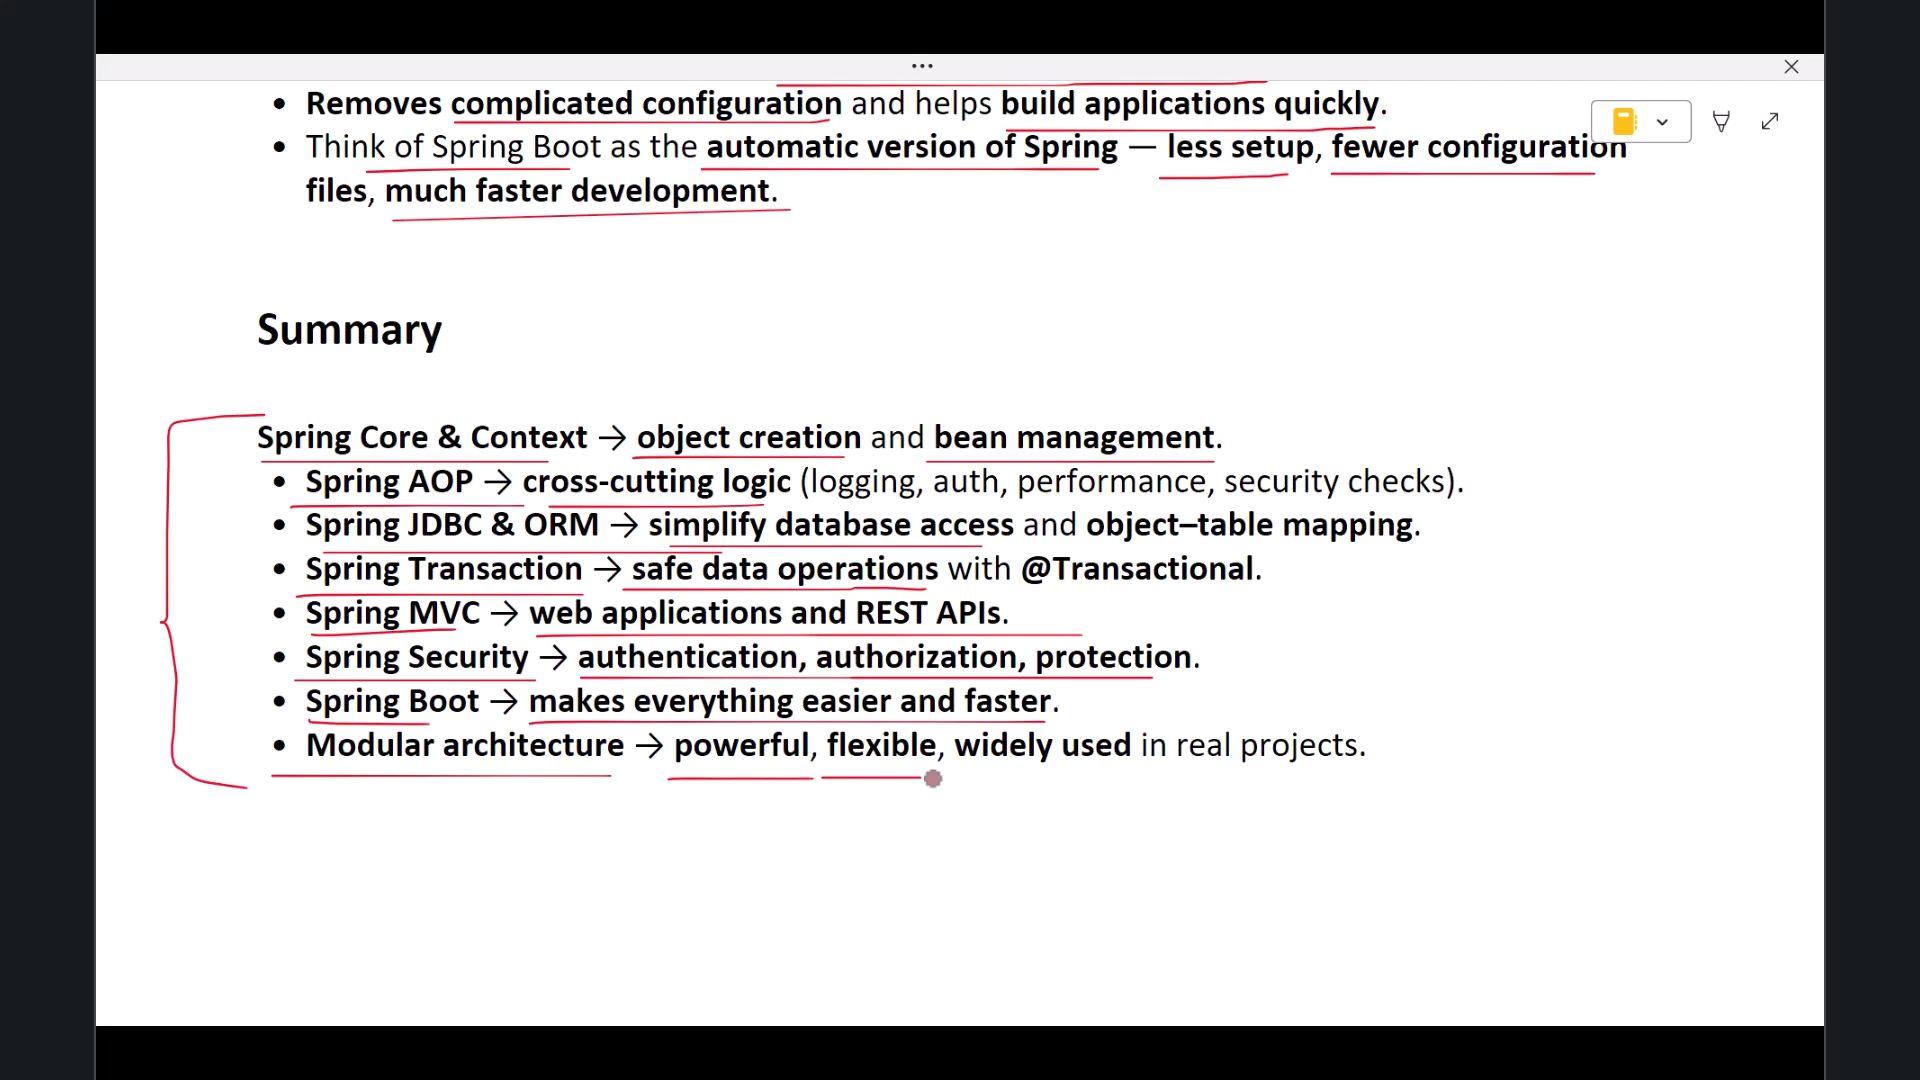 • Removes complicated configuration and helps build applications quickly.
• Think of Spring Boot as the automatic version of Spring — less setup, fewer configuration
files, much faster development.
Summary
Spring Core & Context → object creation and bean management.
• Spring AOP → cross-cutting logic (logging, auth, performance, security checks).
• Spring JDBC & ORM → simplify database access and object–table mapping.
• Spring Transaction → safe data operations with @Transactional.
• Spring MVC → web applications and REST APIs.
• Spring Security → authentication, authorization, protection.
• Spring Boot → makes everything easier and faster.
• Modular architecture → powerful, flexible, widely used in real projects.